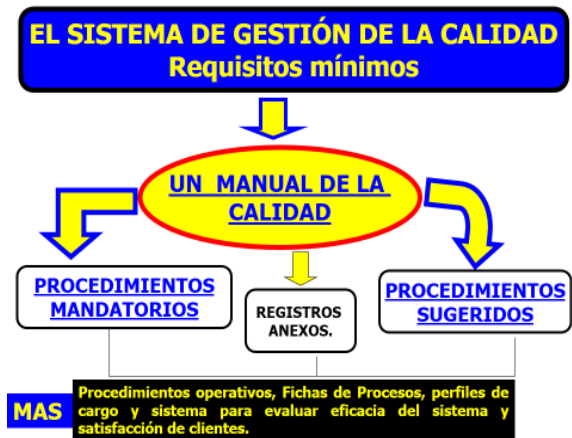 EL SISTEMA DE GESTIÓN DE LA CALIDAD
Requisitos mínimos
UN MANUAL DE LA
CALIDAD
PROCEDIMIENTOS
MANDATORIOS
REGISTROS
ANEXOS.
PROCEDIMIENTOS
SUGERIDOS
MAS
Procedimientos operativos, Fichas de Procesos, perfiles de
cargo y sistema para evaluar eficacia del sistema y
satisfacción de clientes.